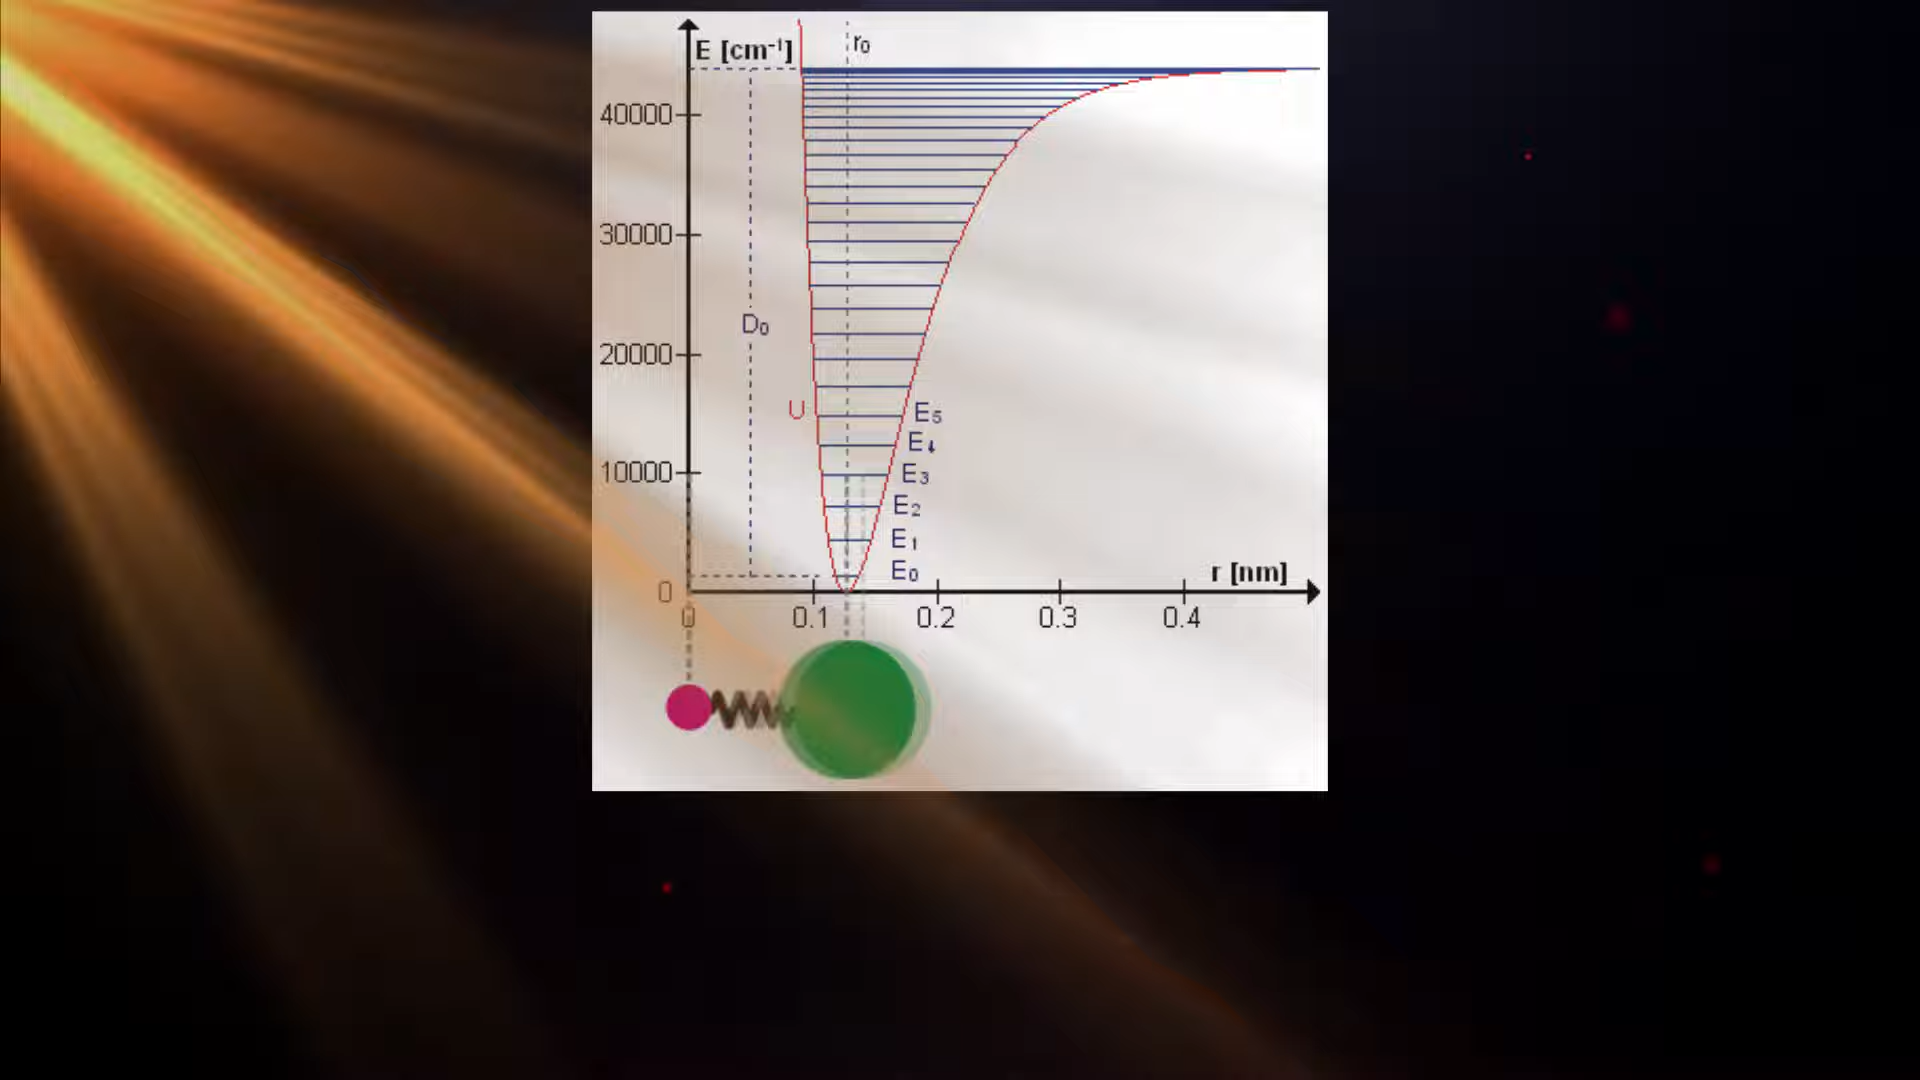 E [cm⁻¹]
r₀
40000
30000
D₀
20000
U
E₅
E₄
10000
E₃
E₂
E₁
E₀
r [nm]
0
0
0.1
0.2
0.3
0.4